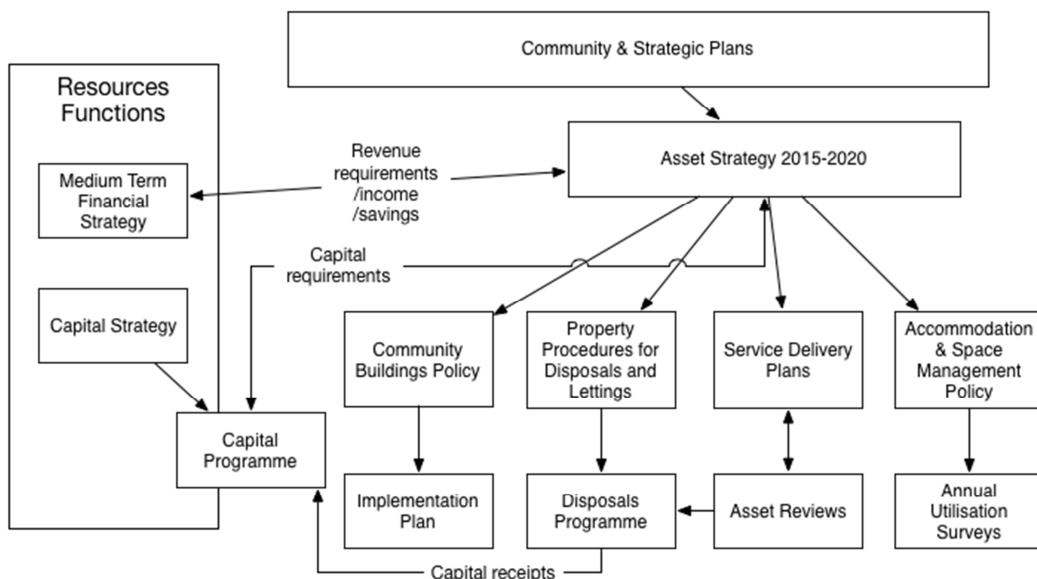 Community & Strategic Plans
Resources
Functions
Asset Strategy 2015-2020
Revenue
requirements
/income
/savings
Medium Term
Financial
Strategy
Capital
requirements
Capital Strategy
Community
Buildings Policy
Property
Procedures for
Disposals and
Lettings
Service Delivery
Plans
Accommodation
& Space
Management
Policy
Capital
Programme
Implementation
Plan
Disposals
Programme
Asset Reviews
Annual
Utilisation
Surveys
Capital receipts